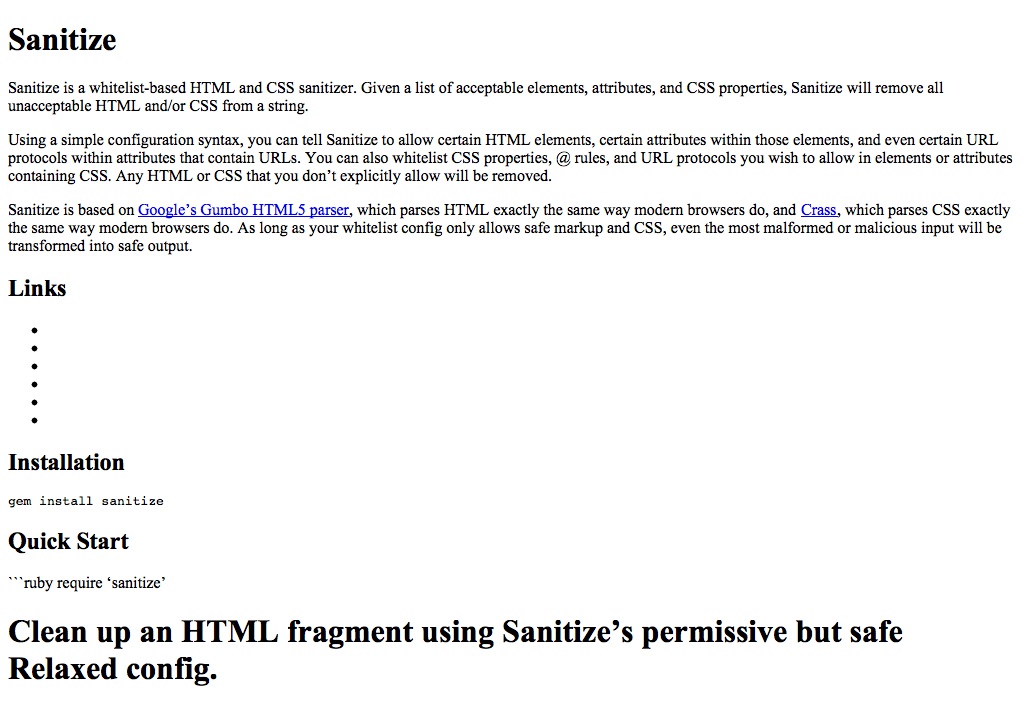 Sanitize
Sanitize is a whitelist-based HTML and CSS sanitizer. Given a list of acceptable elements, attributes, and CSS properties, Sanitize will remove all
unacceptable HTML and/or CSS from a string.
Using a simple configuration syntax, you can tell Sanitize to allow certain HTML elements, certain attributes within those elements, and even certain URL
protocols within attributes that contain URLs. You can also whitelist CSS properties, @ rules, and URL protocols you wish to allow in elements or attributes
containing CSS. Any HTML or CSS that you don’t explicitly allow will be removed.
Sanitize is based on Google’s Gumbo HTML5 parser, which parses HTML exactly the same way modern browsers do, and Crass, which parses CSS exactly
the same way modern browsers do. As long as your whitelist config only allows safe markup and CSS, even the most malformed or malicious input will be
transformed into safe output.
Links
•
•
•
•
•
•
Installation
gem install sanitize
Quick Start
```ruby require ‘sanitize’
Clean up an HTML fragment using Sanitize’s permissive but safe
Relaxed config.